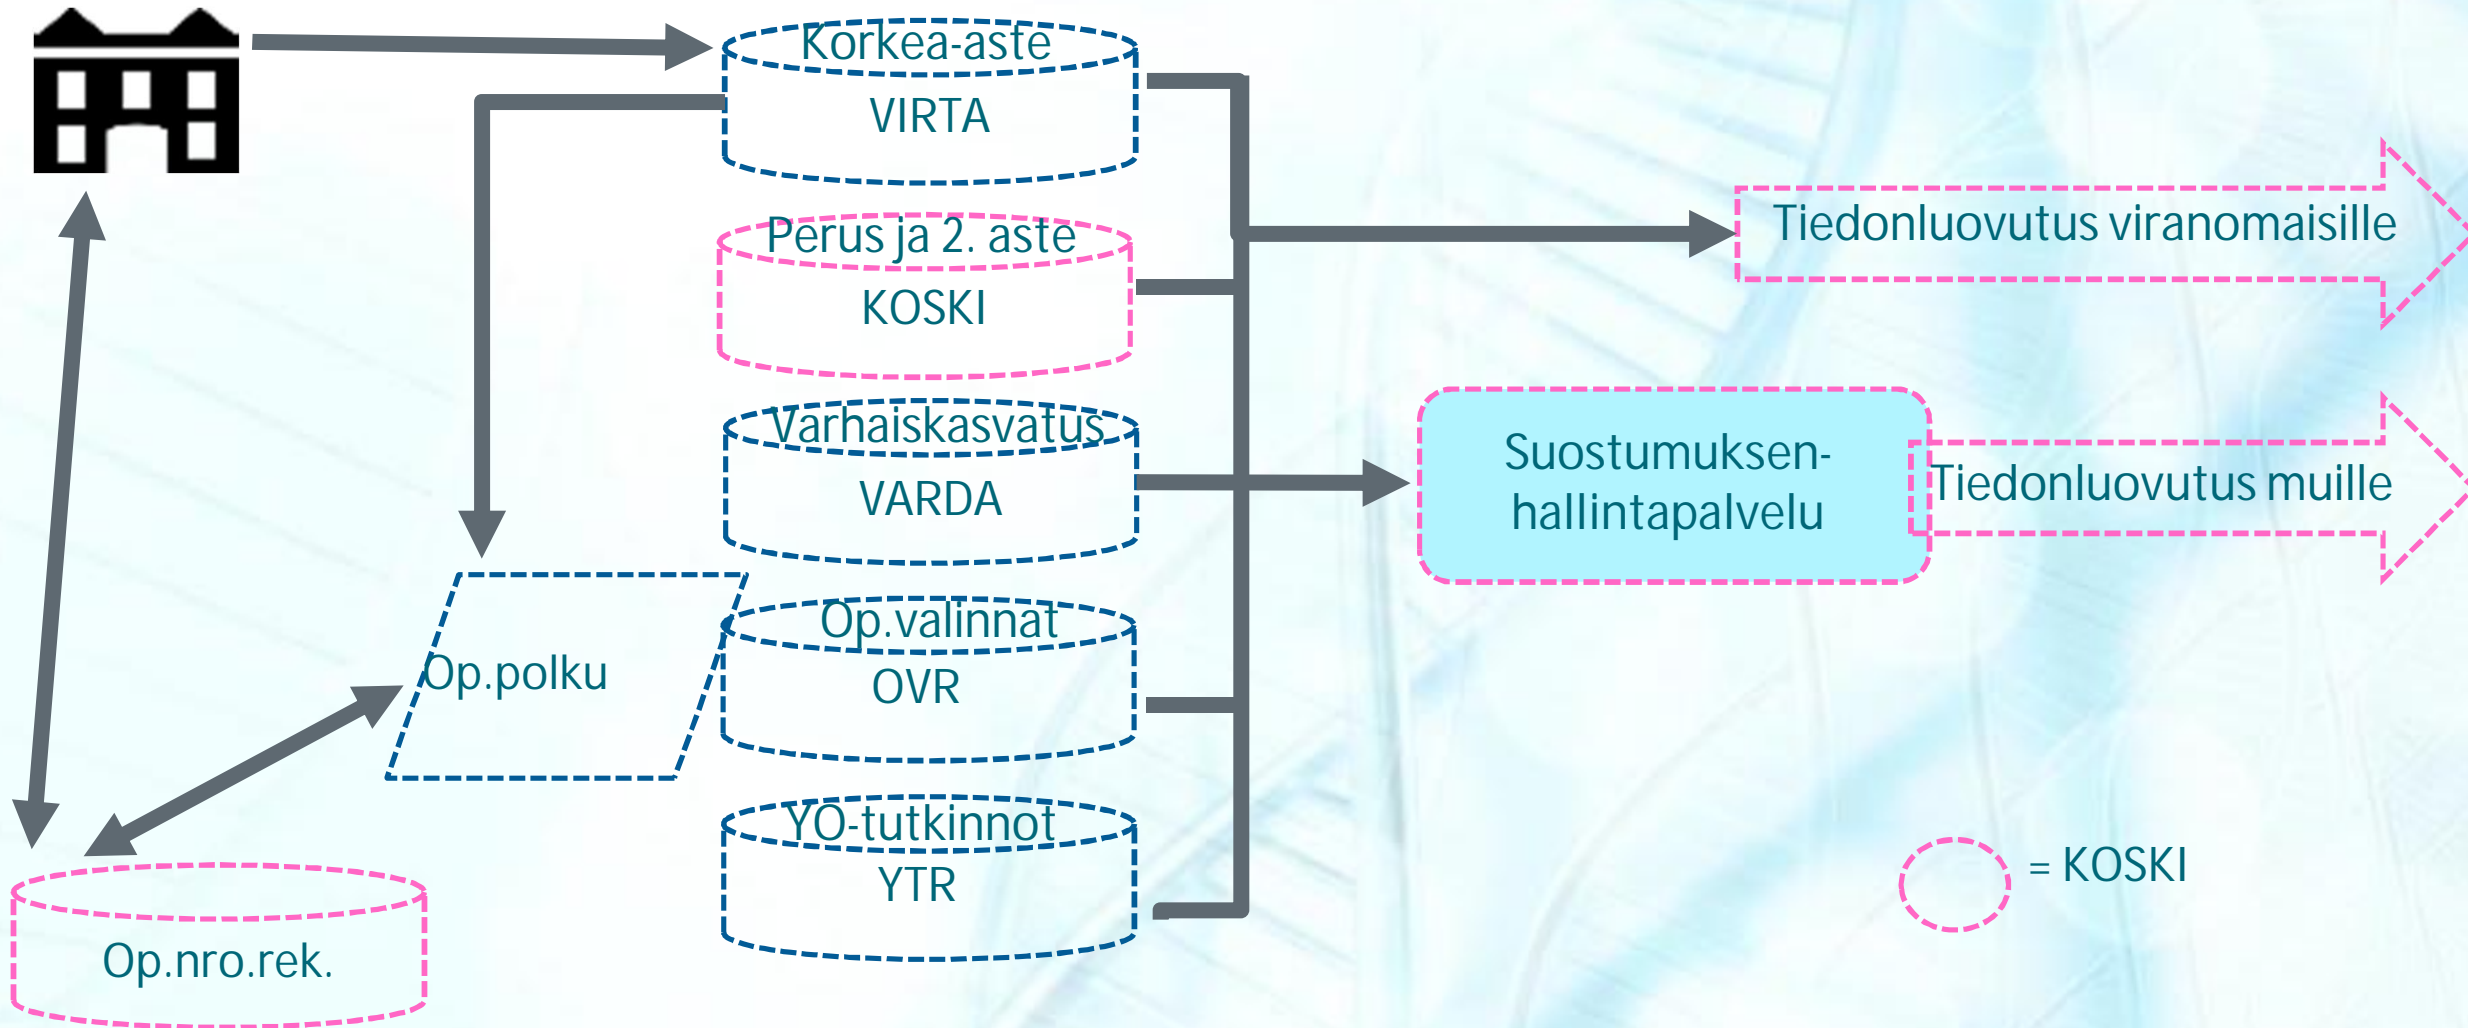 Korkea-aste
VIRTA
Perus ja 2. aste
KOSKI
Varhaiskasvatus
VARDA
Op.valinnat
OVR
YO-tutkinnot
YTR
Op.polku
Op.nro.rek.
Tiedonluovutus viranomaisille
Suostumuksen-
hallintapalvelu
Tiedonluovutus muille
= KOSKI